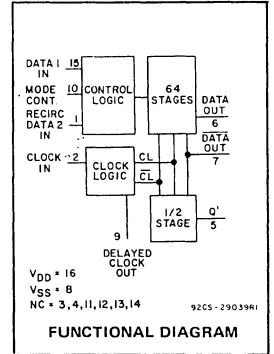 DATA 1 IN 15
MODE CONT. 10
RECIRC DATA 2 IN 1
CLOCK IN 2
CONTROL LOGIC
64 STAGES
DATA OUT
6
DATA OUT
7
CLOCK LOGIC
CL
CL
1/2 STAGE
Q'
5
9
DELAYED CLOCK OUT
VDD = 16
VSS = 8
NC = 3,4,11,12,13,14
92CS-29039R1
FUNCTIONAL DIAGRAM